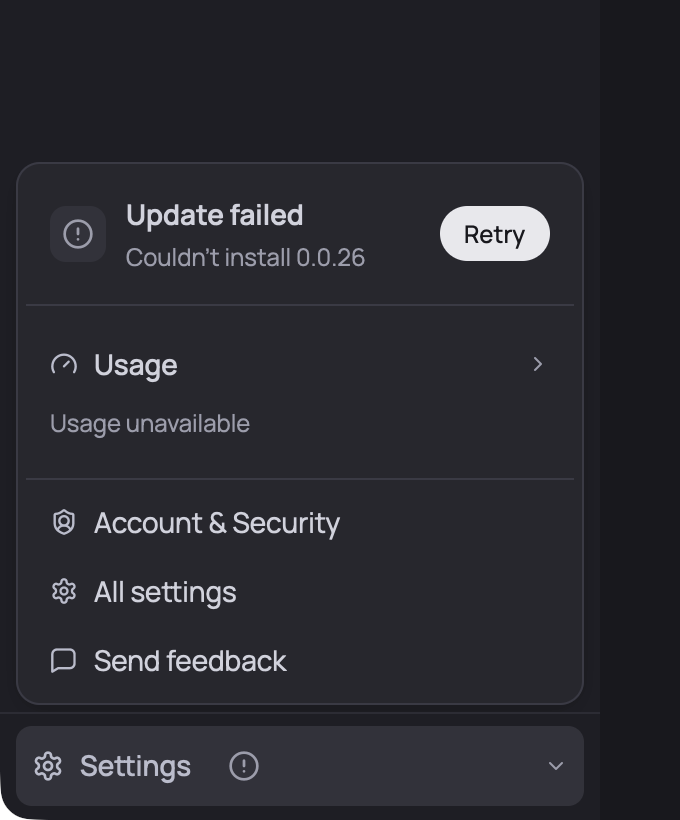 Update failed
Couldn’t install 0.0.26
Retry
Usage
Usage unavailable
Account & Security
All settings
Send feedback
Settings